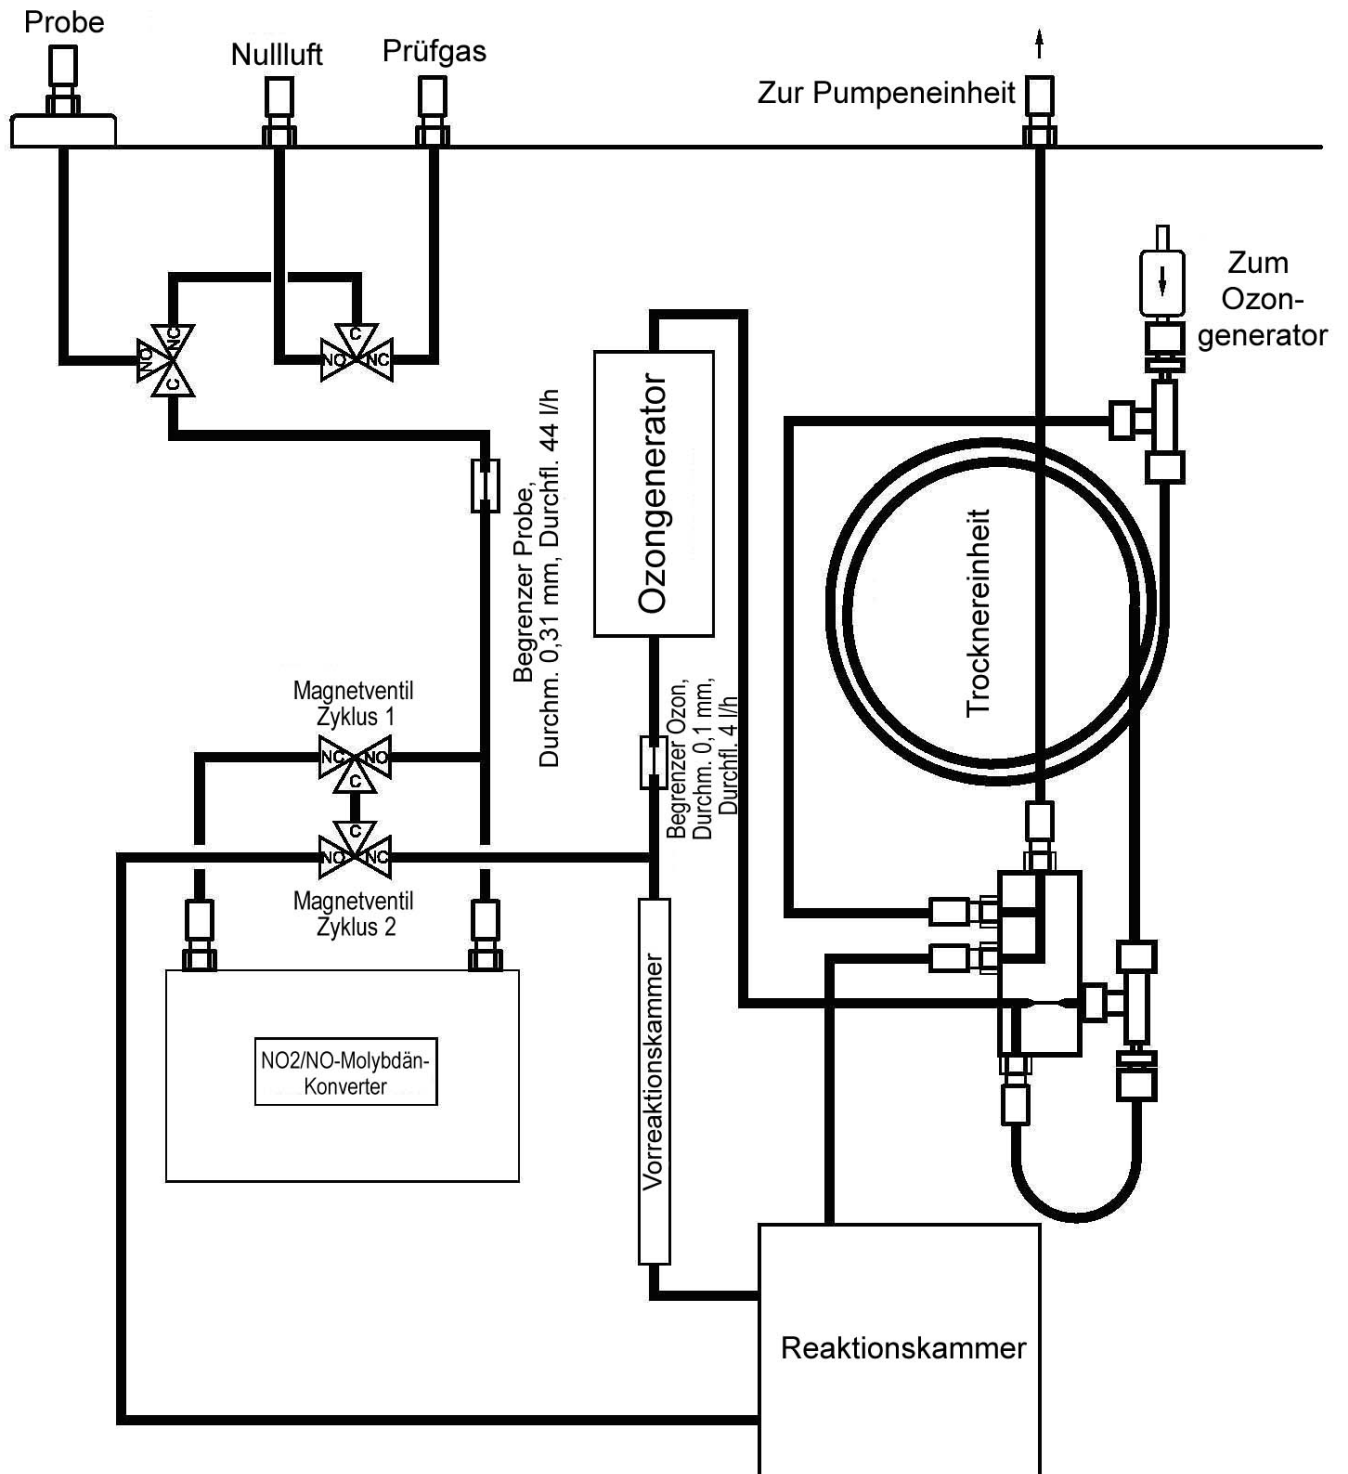 Probe
Nullluft
Prüfgas
Zur Pumpeneinheit
Zum
Ozon-
generator
NO
NC
C
C
NO
NC
Begrenzer Probe,
Durchm. 0,31 mm, Durchfl. 44 l/h
Ozongenerator
Trocknereinheit
Magnetventil
Zyklus 1
NC
NO
C
Begrenzer Ozon,
Durchm. 0,1 mm,
Durchfl. 4 l/h
C
NO
NC
Magnetventil
Zyklus 2
Vorreaktionskammer
NO2/NO-Molybdän-
Konverter
Reaktionskammer